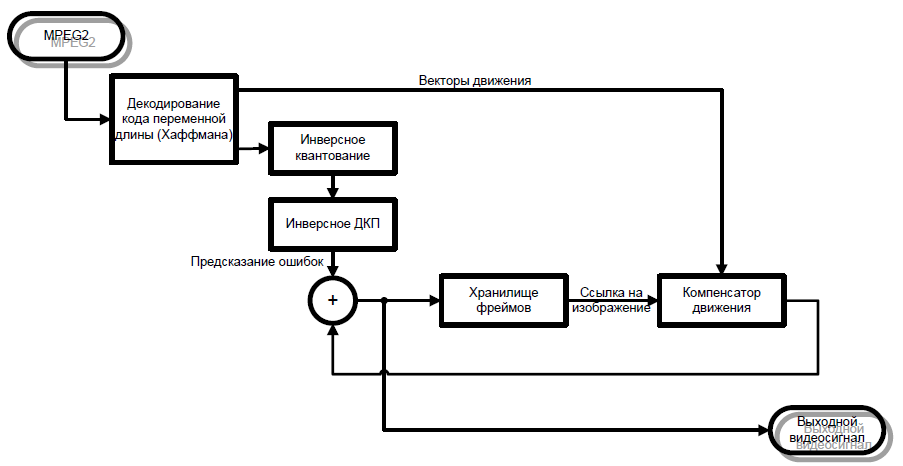 MPEG2
Векторы движения
Декодирование
кода переменной
длины (Хаффмана)
Инверсное
квантование
Инверсное ДКП
Предсказание ошибок
+
Хранилище
фреймов
Ссылка на
изображение
Компенсатор
движения
Выходной
видеосигнал